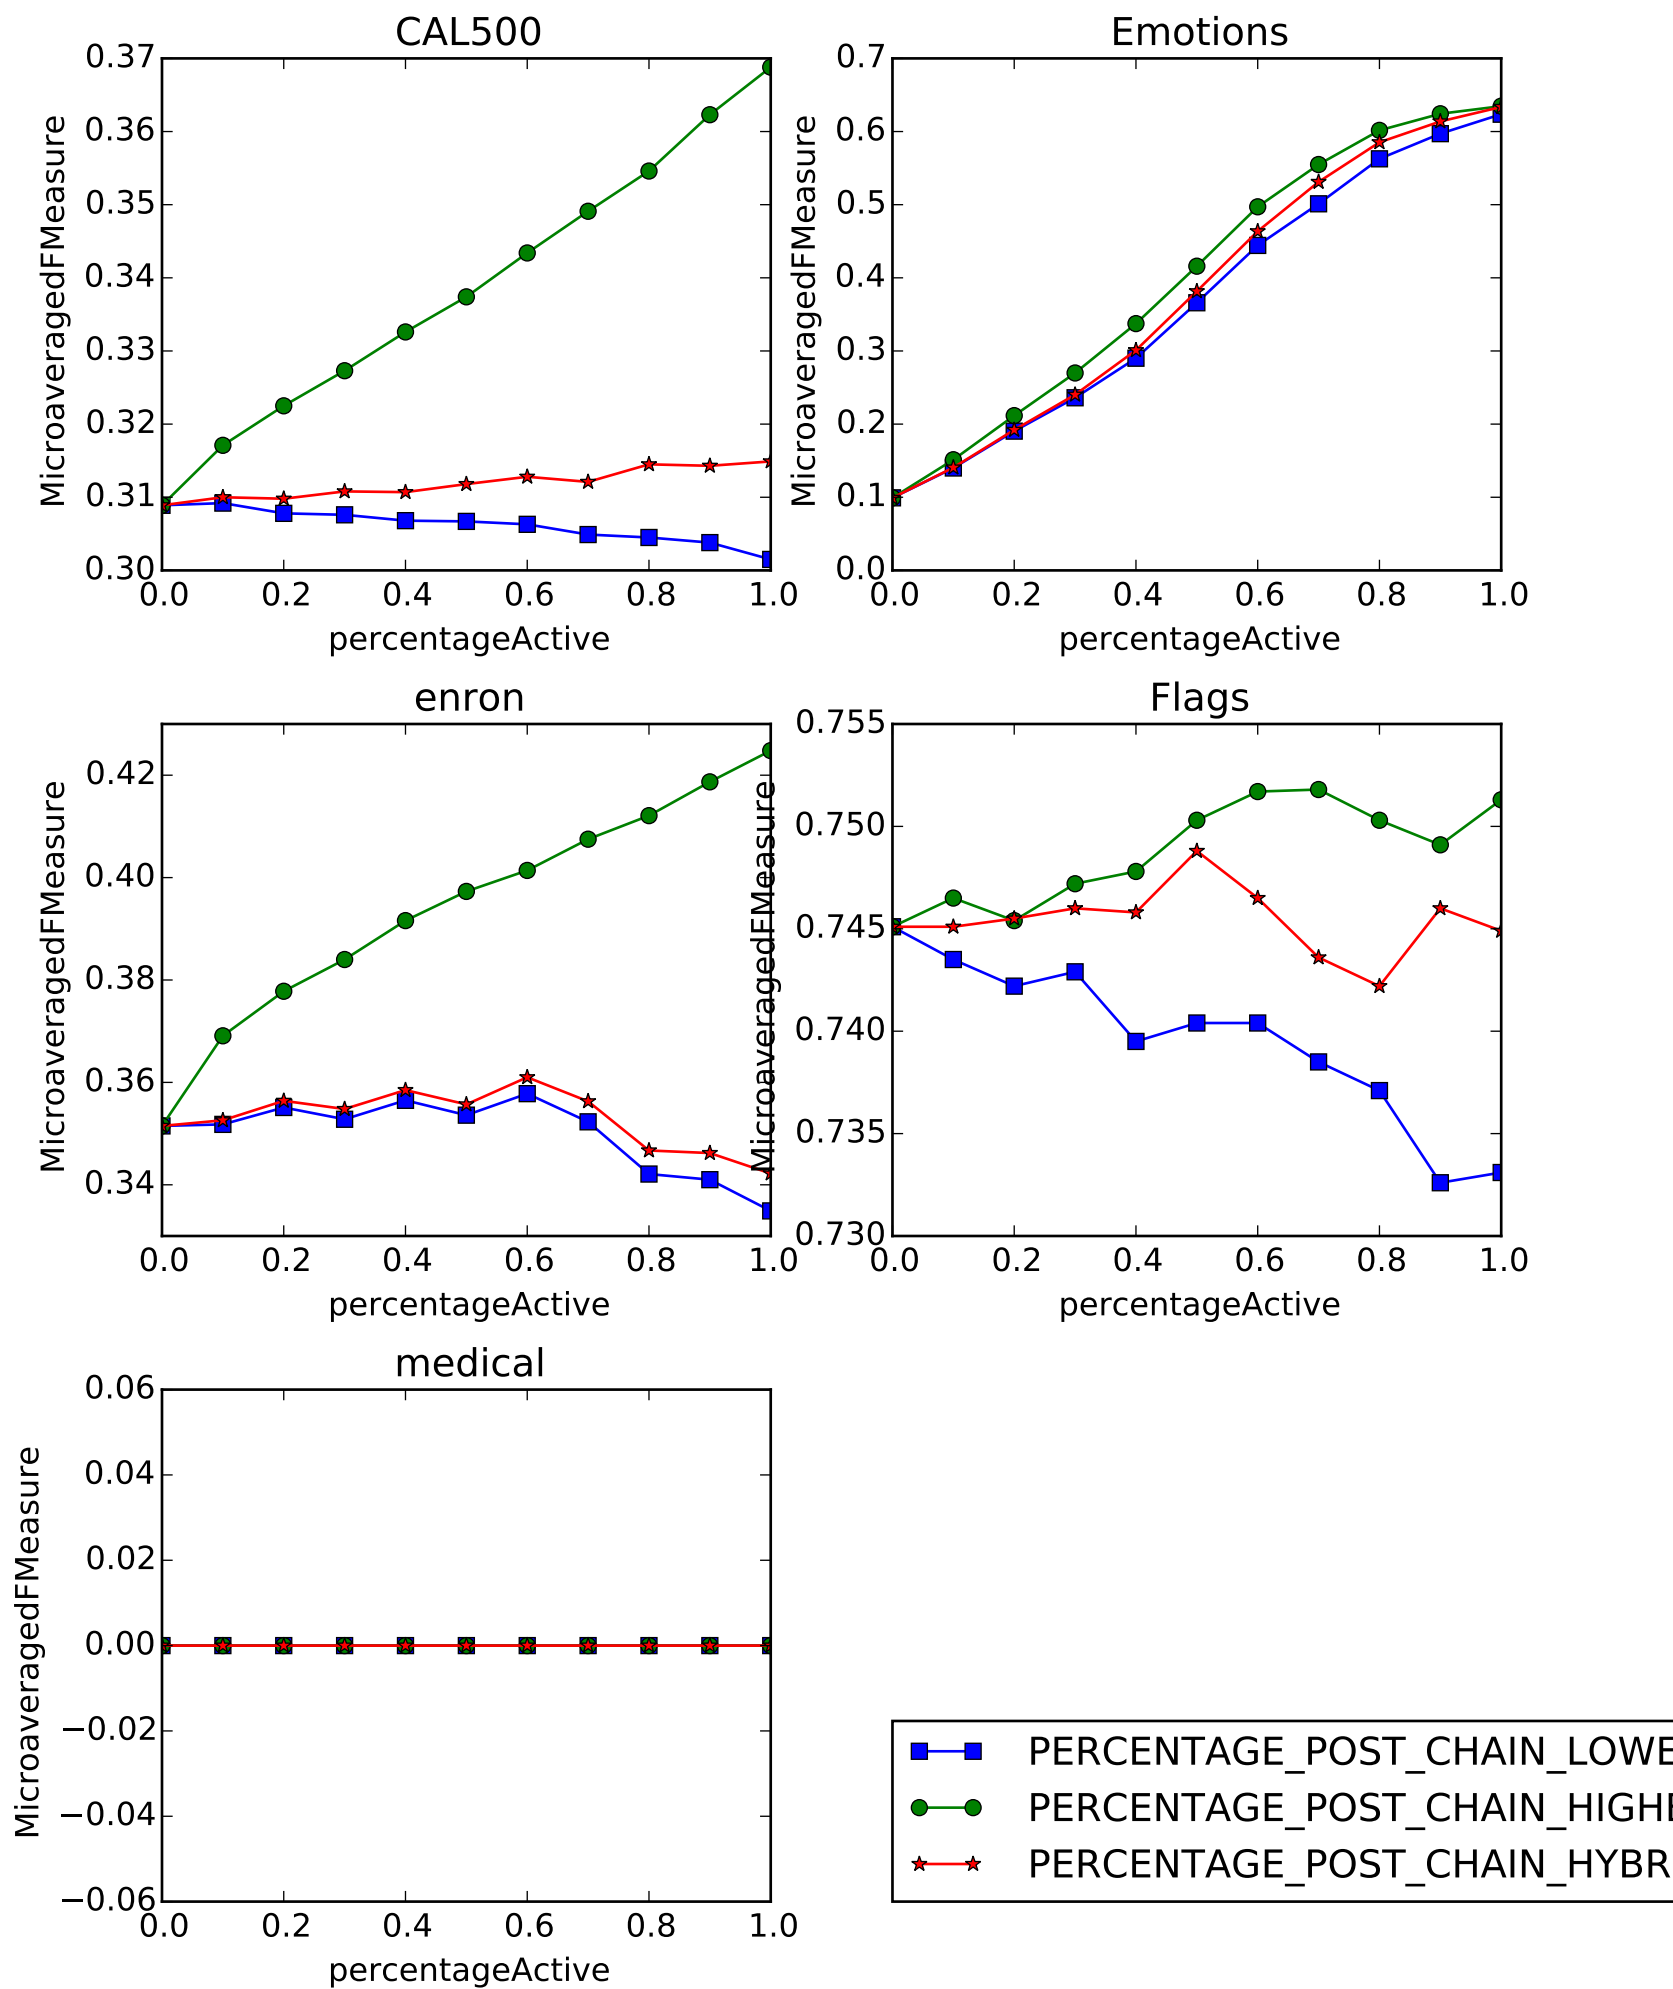 CAL500
0.37
0.36
0.35
0.34
0.33
0.32
0.31
0.30
MicroaveragedFMeasure
0.0 0.2 0.4 0.6 0.8 1.0
percentageActive
Emotions
0.7
0.6
0.5
0.4
0.3
0.2
0.1
0.0
MicroaveragedFMeasure
0.0 0.2 0.4 0.6 0.8 1.0
percentageActive
enron
0.42
0.40
0.38
0.36
0.34
MicroaveragedFMeasure
0.0 0.2 0.4 0.6 0.8 1.0
percentageActive
Flags
0.755
0.750
0.745
0.740
0.735
0.730
MicroaveragedFMeasure
0.0 0.2 0.4 0.6 0.8 1.0
percentageActive
medical
0.06
0.04
0.02
0.00
−0.02
−0.04
−0.06
MicroaveragedFMeasure
0.0 0.2 0.4 0.6 0.8 1.0
percentageActive
PERCENTAGE_POST_CHAIN_LOWE
PERCENTAGE_POST_CHAIN_HIGHE
PERCENTAGE_POST_CHAIN_HYBR